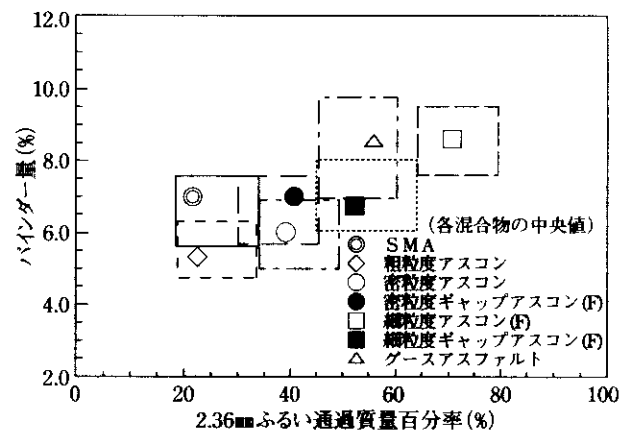 12.0
10.0
8.0
6.0
4.0
2.0
バインダー量(%)
0
20
40
60
80
100
2.36㎜ふるい通過質量百分率(%)
(各混合物の中央値)
◎ SMA
◇ 粗粒度アスコン
○ 密粒度アスコン
● 密粒度ギャップアスコン(F)
□ 細粒度アスコン(F)
■ 細粒度ギャップアスコン(F)
△ グースアスファルト